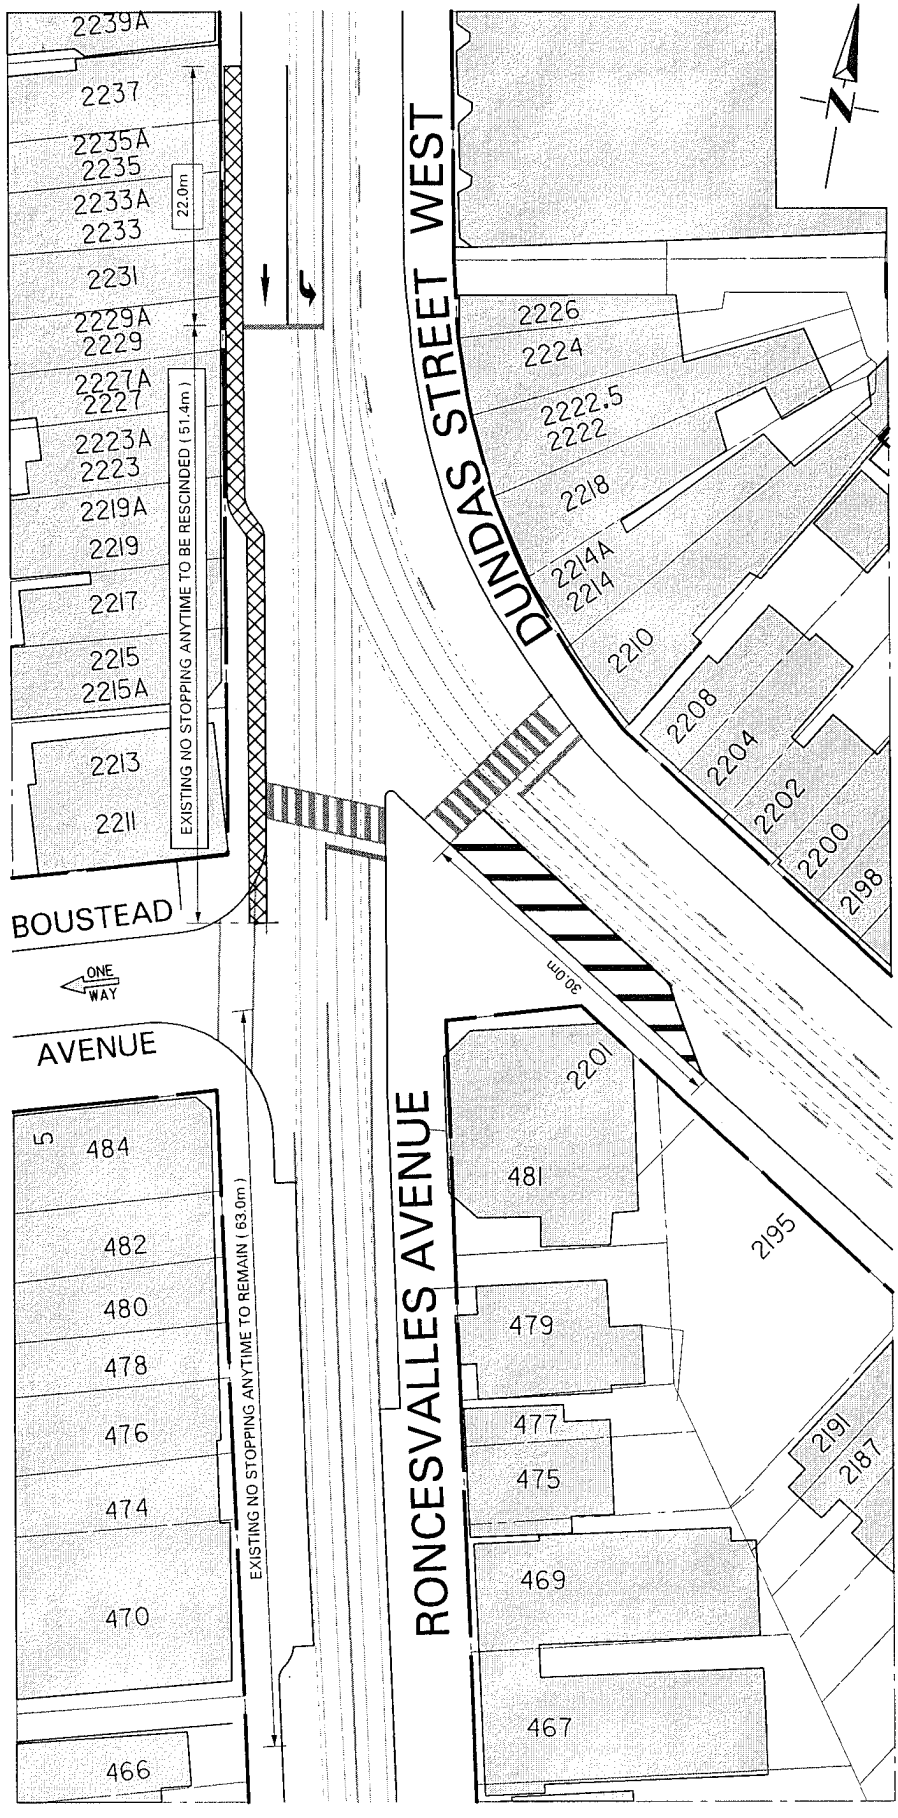 2239A
2237
2235A
2235
2233A
2233
2231
2229A
2229
2227A
2227
2223A
2223
2219A
2219
2217
2215
2215A
2213
2211
22.0m
EXISTING NO STOPPING ANYTIME TO BE RESCINDED ( 51.4m )
DUNDAS STREET WEST
N
2226
2224
2222.5
2222
2218
2214A
2214
2210
2208
2204
2202
2200
2198
BOUSTEAD
ONE
WAY
AVENUE
30.0m
2201
481
2195
5
484
482
480
478
476
474
470
466
EXISTING NO STOPPING ANYTIME TO REMAIN ( 63.0m )
RONCESVALLES AVENUE
479
477
475
469
467
2191
2187